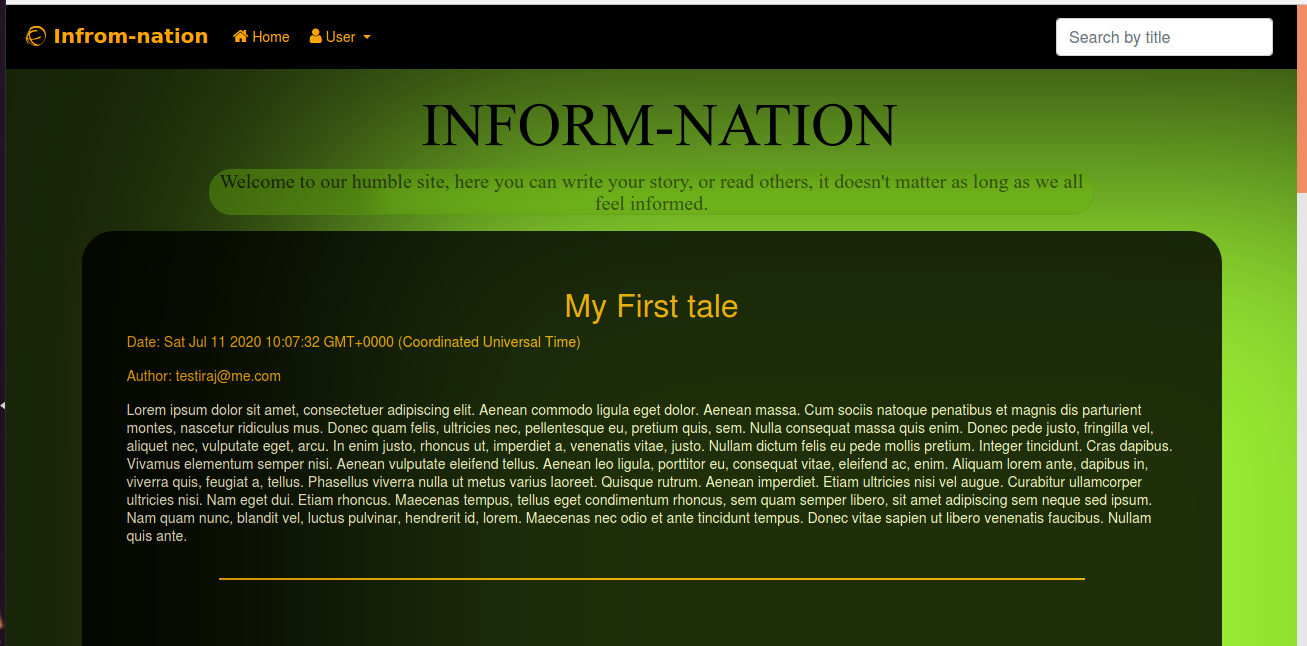 Infrom-nation Home User Search by title
INFORM-NATION
Welcome to our humble site, here you can write your story, or read others, it doesn't matter as long as we all
feel informed.
My First tale
Date: Sat Jul 11 2020 10:07:32 GMT+0000 (Coordinated Universal Time)
Author: testiraj@me.com
Lorem ipsum dolor sit amet, consectetuer adipiscing elit. Aenean commodo ligula eget dolor. Aenean massa. Cum sociis natoque penatibus et magnis dis parturient
montes, nascetur ridiculus mus. Donec quam felis, ultricies nec, pellentesque eu, pretium quis, sem. Nulla consequat massa quis enim. Donec pede justo, fringilla vel,
aliquet nec, vulputate eget, arcu. In enim justo, rhoncus ut, imperdiet a, venenatis vitae, justo. Nullam dictum felis eu pede mollis pretium. Integer tincidunt. Cras dapibus.
Vivamus elementum semper nisi. Aenean vulputate eleifend tellus. Aenean leo ligula, porttitor eu, consequat vitae, eleifend ac, enim. Aliquam lorem ante, dapibus in,
viverra quis, feugiat a, tellus. Phasellus viverra nulla ut metus varius laoreet. Quisque rutrum. Aenean imperdiet. Etiam ultricies nisi vel augue. Curabitur ullamcorper
ultricies nisi. Nam eget dui. Etiam rhoncus. Maecenas tempus, tellus eget condimentum rhoncus, sem quam semper libero, sit amet adipiscing sem neque sed ipsum.
Nam quam nunc, blandit vel, luctus pulvinar, hendrerit id, lorem. Maecenas nec odio et ante tincidunt tempus. Donec vitae sapien ut libero venenatis faucibus. Nullam
quis ante.